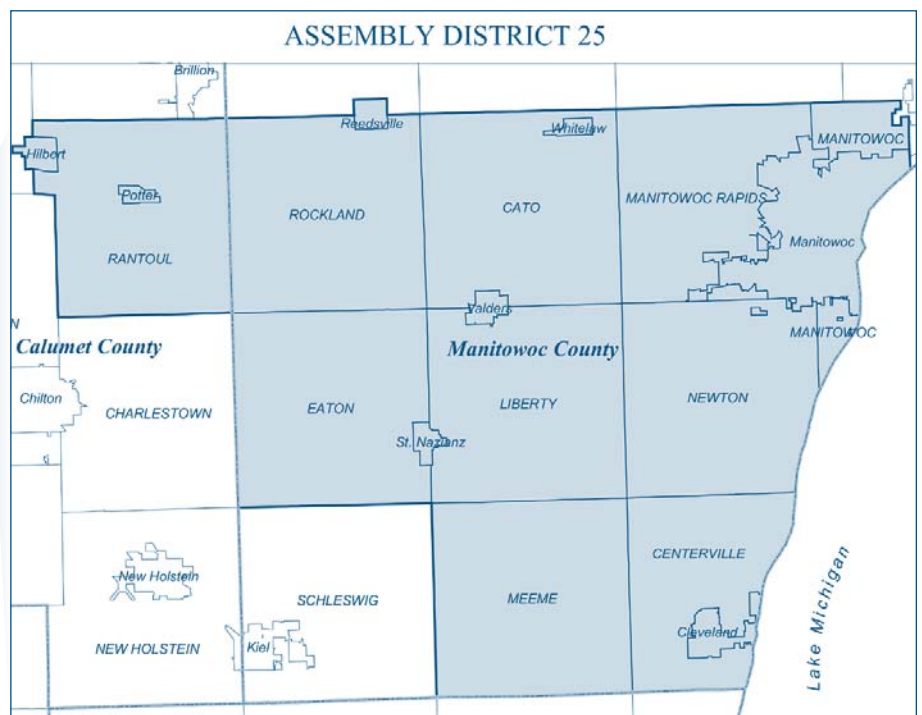 ASSEMBLY DISTRICT 25
Brillion
Reedsville
Whitelaw
MANITOWOC
Hilbert
Potter
ROCKLAND
CATO
MANITOWOC RAPIDS
Manitowoc
RANTOUL
Valders
N
MANITOWOC
Calumet County
Manitowoc County
Chilton
CHARLESTOWN
EATON
LIBERTY
NEWTON
St. Nazianz
CENTERVILLE
New Holstein
SCHLESWIG
MEEME
Cleveland
NEW HOLSTEIN
Kiel
Lake Michigan